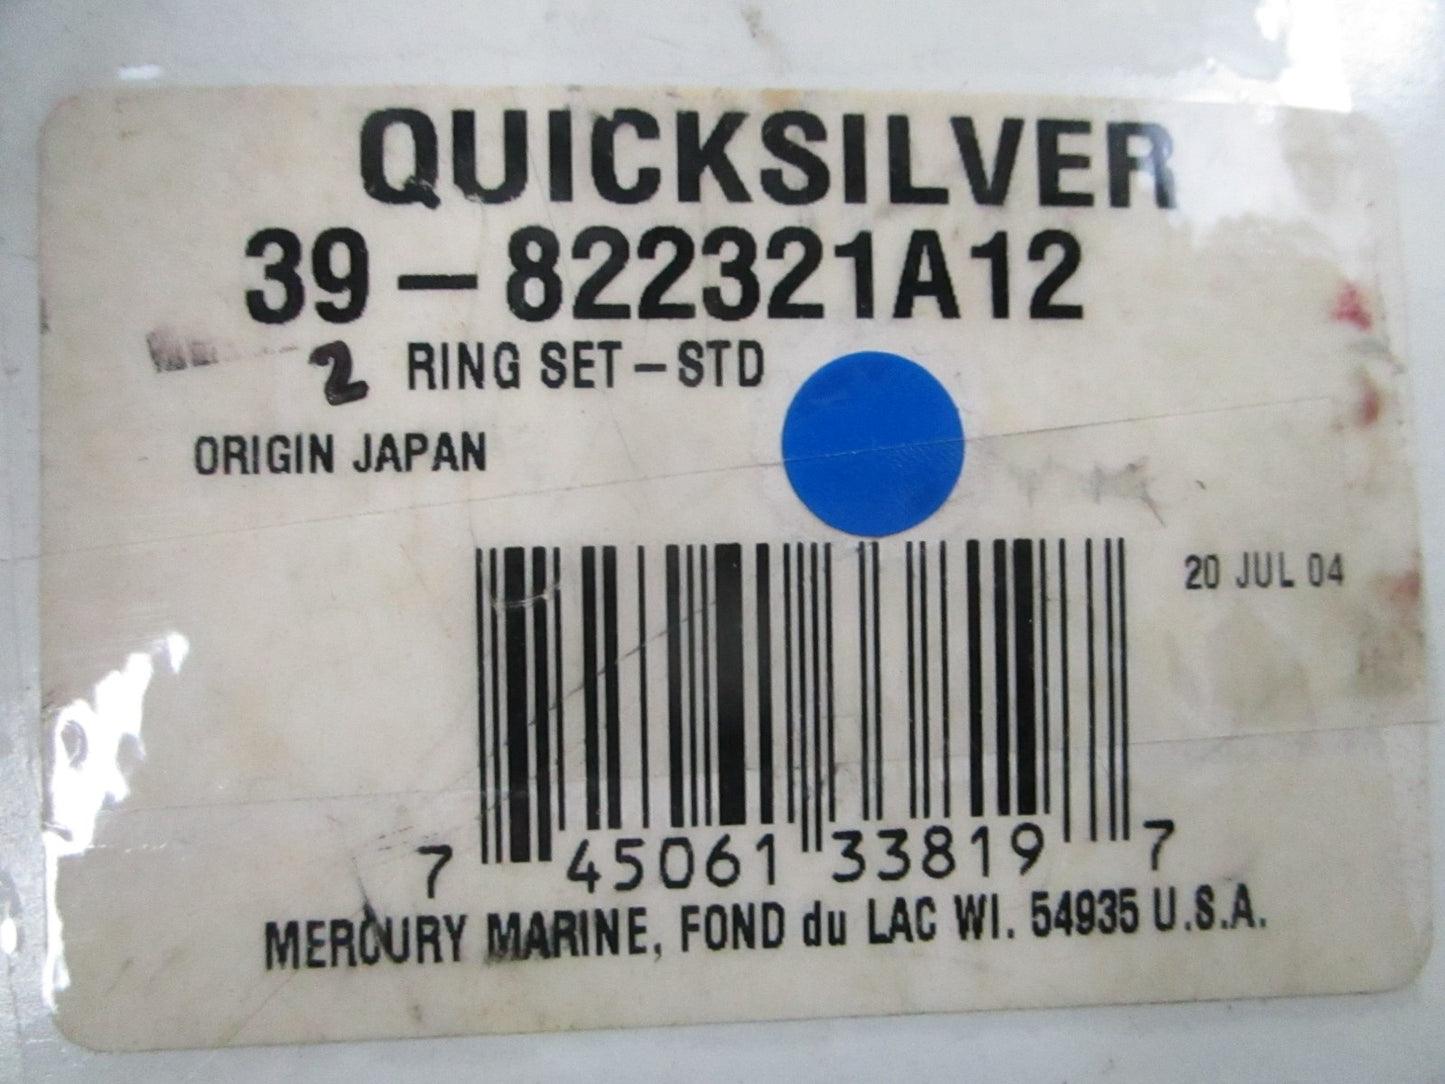 QUICKSILVER
39-822321A12
2 RING SET-STD
ORIGIN JAPAN
20 JUL 04
7 45061 33819 7
MERCURY MARINE, FOND du LAC WI. 54935 U.S.A.